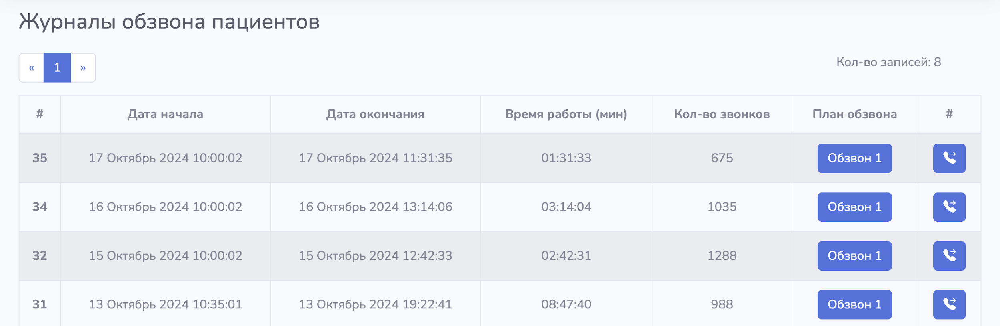 Журналы обзвона пациентов
« 1 »
Кол-во записей: 8
# Дата начала Дата окончания Время работы (мин) Кол-во звонков План обзвона #
35 17 Октябрь 2024 10:00:02 17 Октябрь 2024 11:31:35 01:31:33 675 Обзвон 1
34 16 Октябрь 2024 10:00:02 16 Октябрь 2024 13:14:06 03:14:04 1035 Обзвон 1
32 15 Октябрь 2024 10:00:02 15 Октябрь 2024 12:42:33 02:42:31 1288 Обзвон 1
31 13 Октябрь 2024 10:35:01 13 Октябрь 2024 19:22:41 08:47:40 988 Обзвон 1